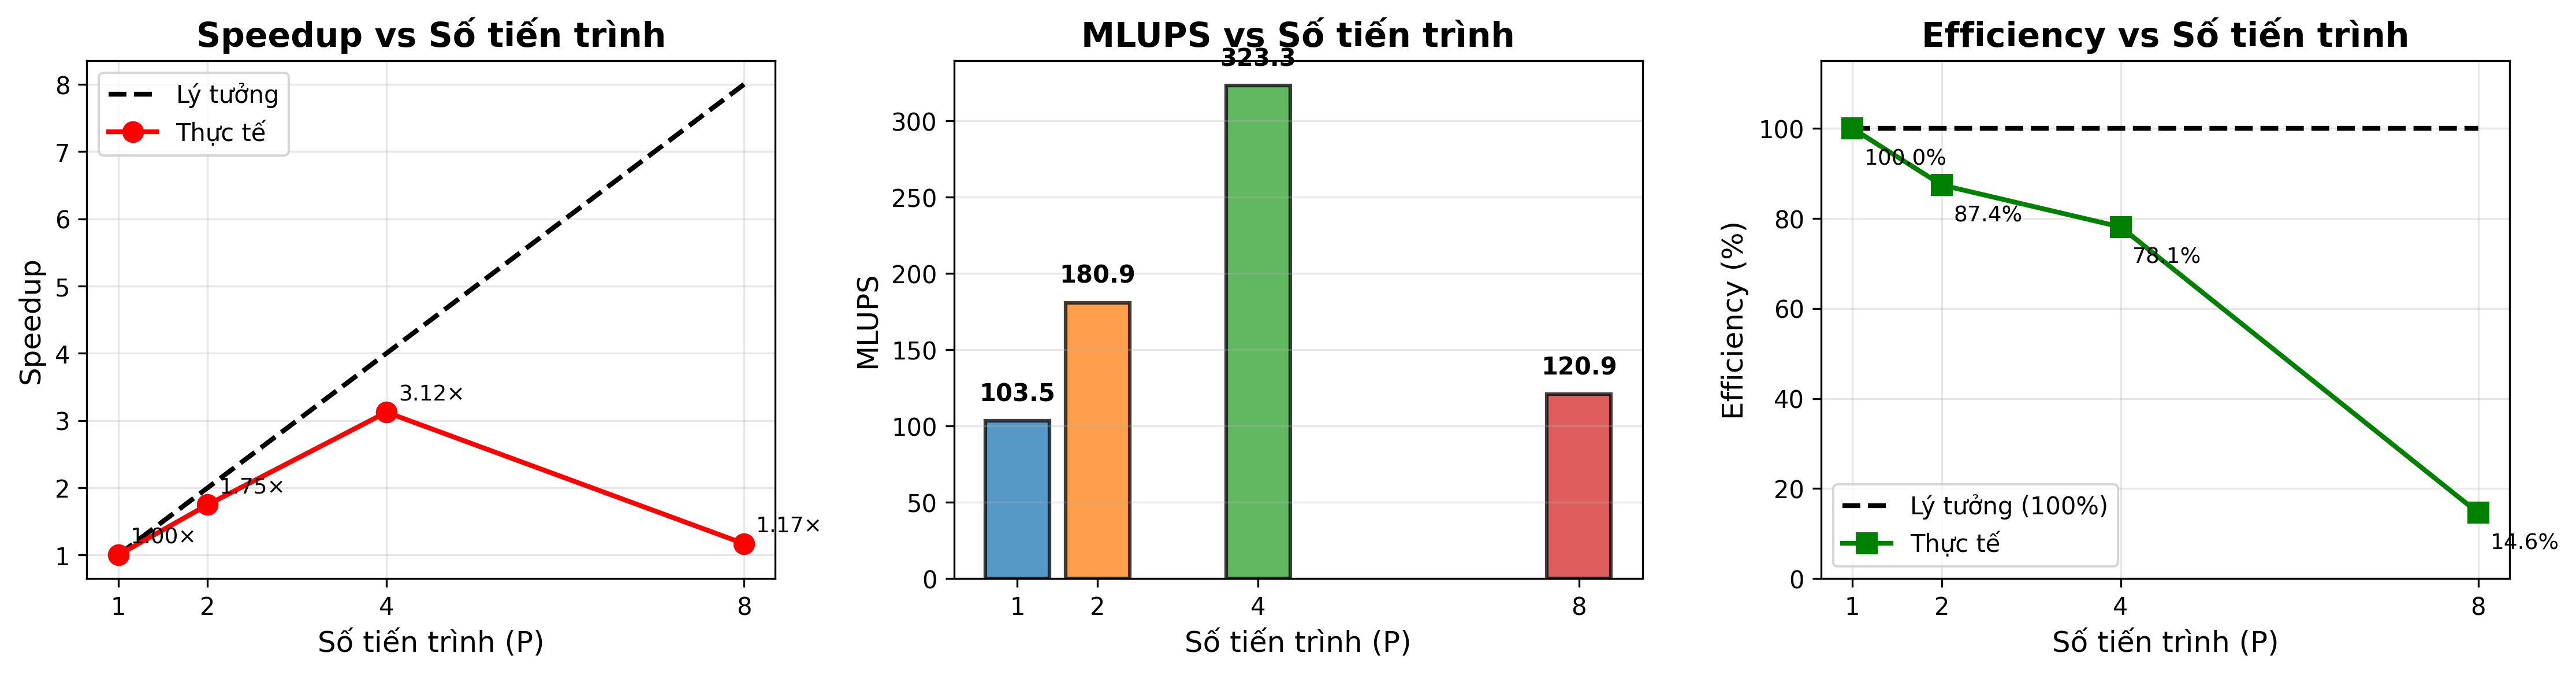 Speedup vs Số tiến trình
Lý tưởng
Thực tế
Speedup
8
7
6
5
4
3
2
1
1.00×
1.75×
3.12×
1.17×
1 2 4 8
Số tiến trình (P)
MLUPS vs Số tiến trình
MLUPS
300
250
200
150
100
50
0
103.5
180.9
323.3
120.9
1 2 4 8
Số tiến trình (P)
Efficiency vs Số tiến trình
Efficiency (%)
100
80
60
40
20
0
100.0%
87.4%
78.1%
14.6%
Lý tưởng (100%)
Thực tế
1 2 4 8
Số tiến trình (P)